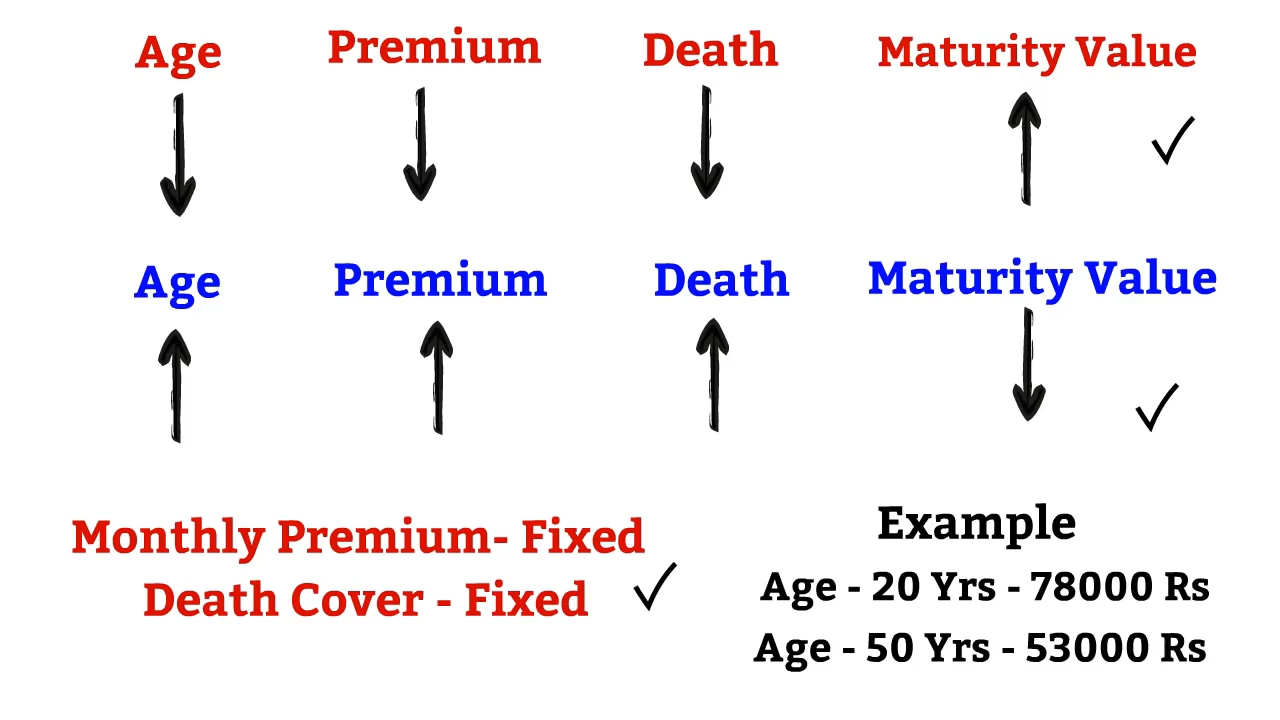 Age Premium Death Maturity Value
Age Premium Death Maturity Value
Monthly Premium- Fixed
Death Cover - Fixed
Example
Age - 20 Yrs - 78000 Rs
Age - 50 Yrs - 53000 Rs